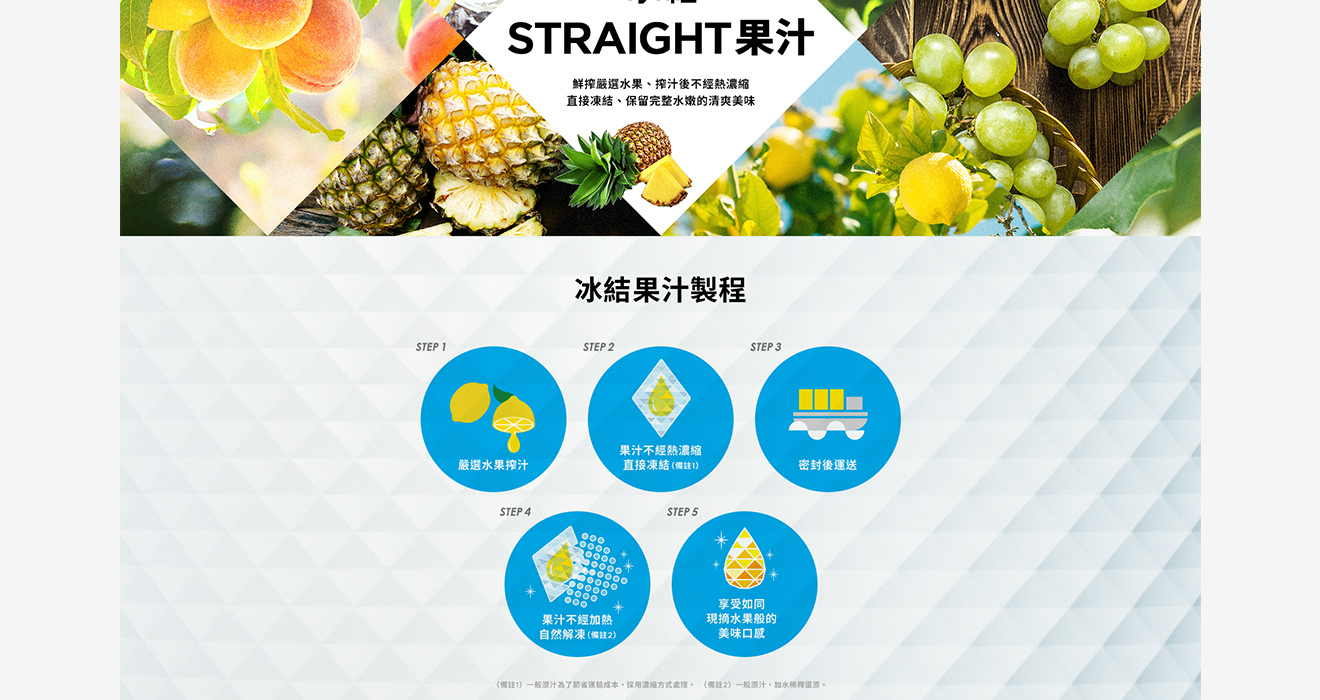 STRAIGHT果汁
鮮搾嚴選水果、搾汁後不經熱濃縮
直接凍結、保留完整水嫩的清爽美味
冰結果汁製程
STEP 1
STEP 2
STEP 3
嚴選水果搾汁
果汁不經熱濃縮
直接凍結(備註1)
密封後運送
STEP 4
STEP 5
果汁不經加熱
自然解凍(備註2)
享受如同
現摘水果般的
美味口感
(備註1) 一般原汁為了節省運輸成本，採用濃縮方式處理。 (備註2) 一般原汁，加水稀釋還原。